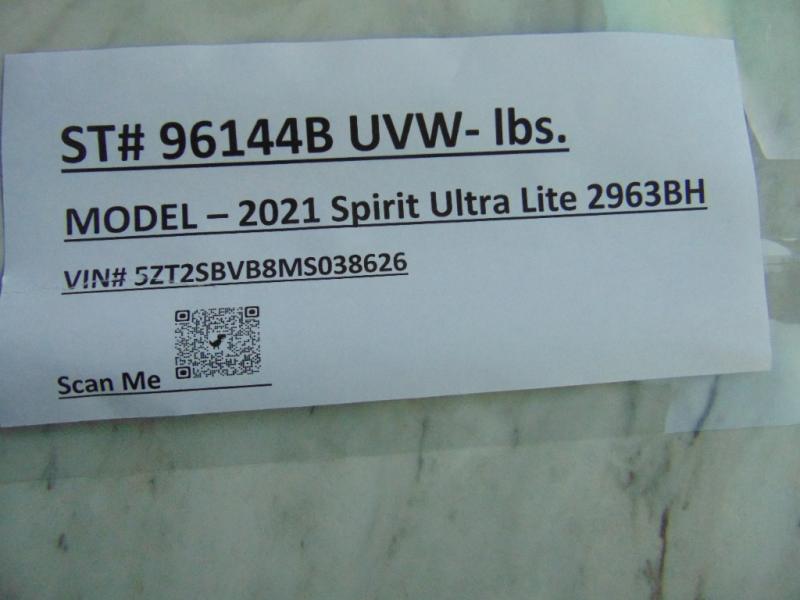 ST# 96144B UVW- lbs.
MODEL – 2021 Spirit Ultra Lite 2963BH
VIN# 5ZT2SBVB8MS038626
Scan Me